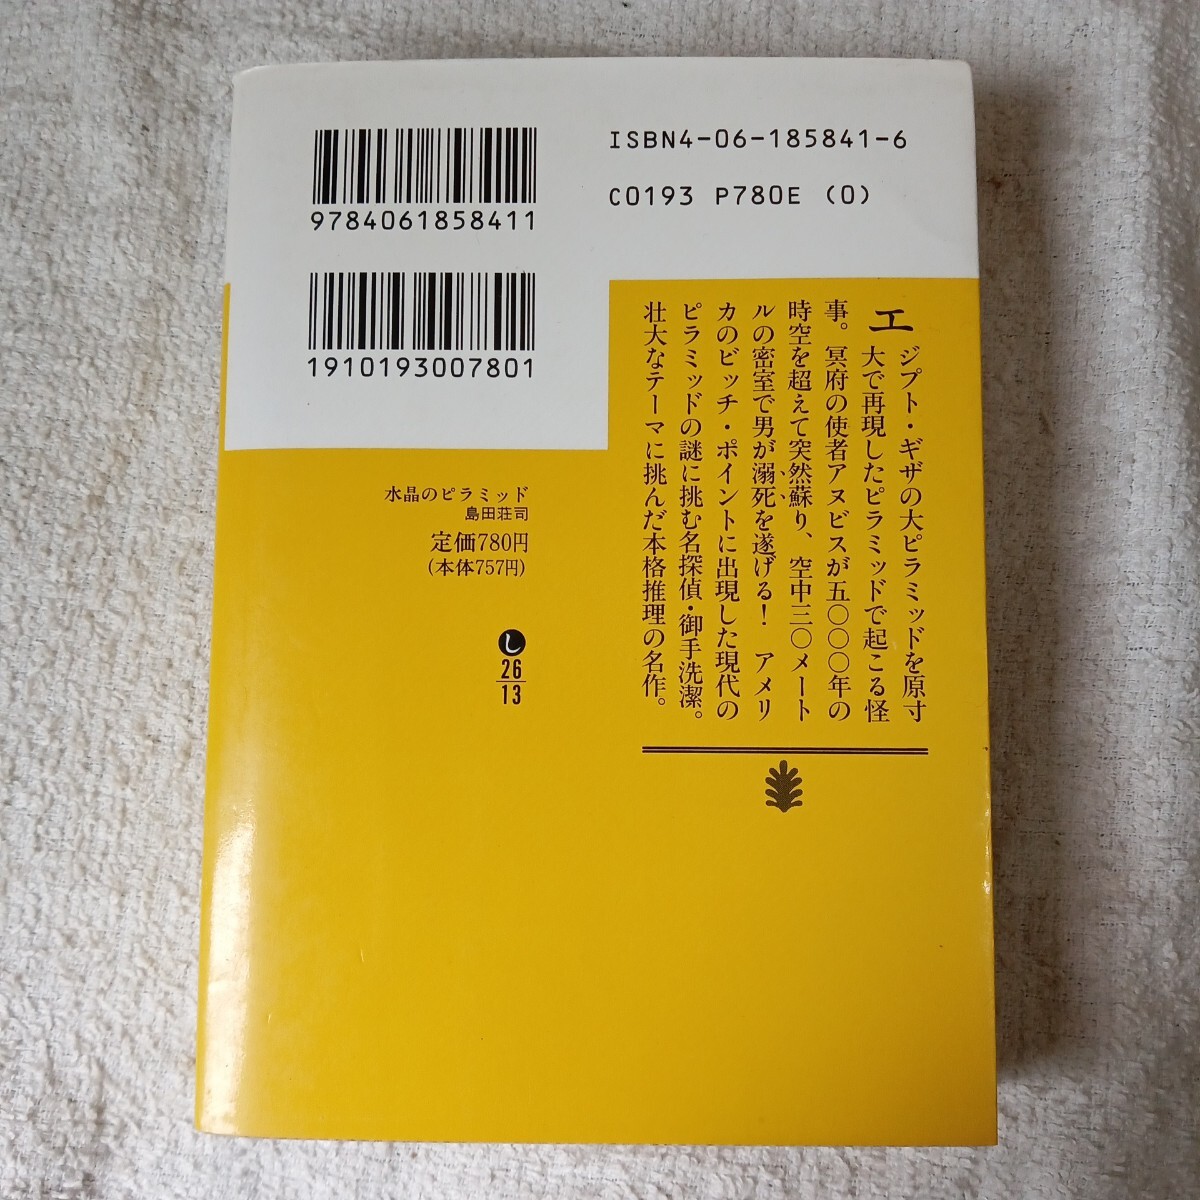 ISBN4-06-185841-6
C0193 P780E (0)
9784061858411
1910193007801
エジプト・ギザの大ピラミッドを原寸
大で再現したピラミッドで起こる怪
事。冥府の使者アヌビスが五〇〇〇年の
時空を超えて突然蘇り、空中三〇メート
ルの密室で男が溺死を遂げる！　アメリ
カのビッチ・ポイントに出現した現代の
ピラミッドの謎に挑む名探偵・御手洗潔。
壮大なテーマに挑んだ本格推理の名作。
水晶のピラミッド
島田荘司
定価780円
(本体757円)
し
26
13